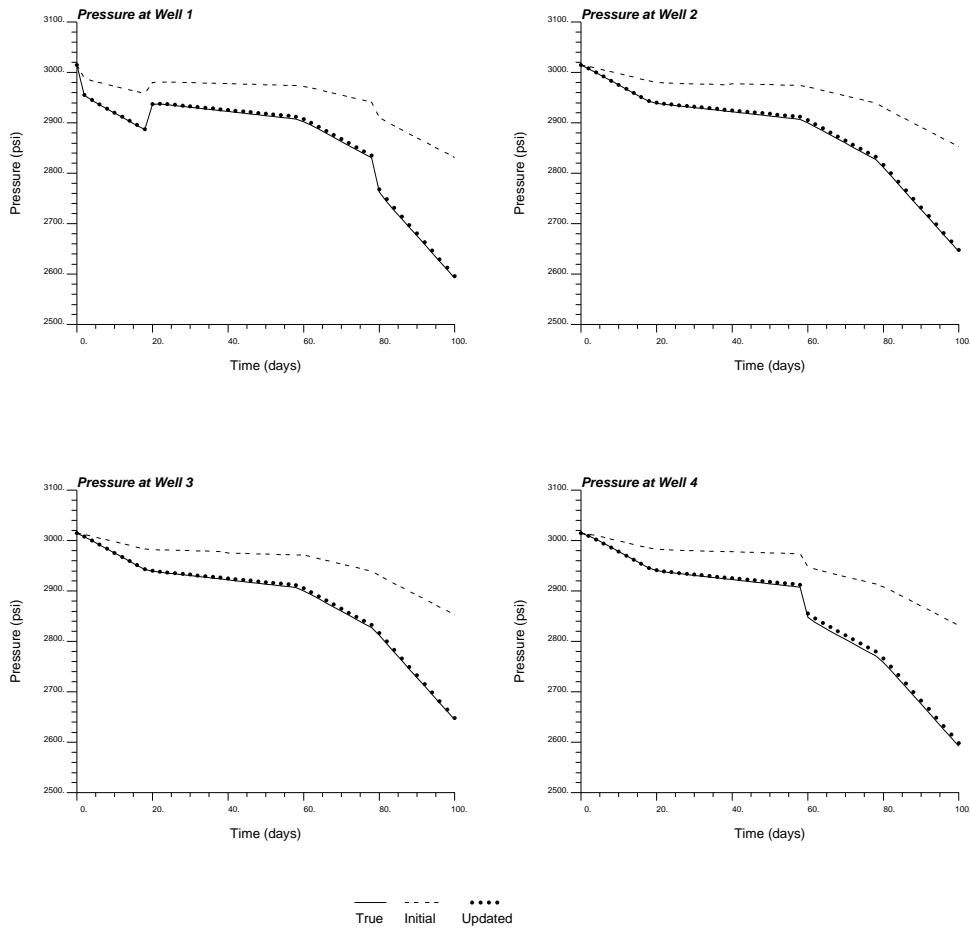 Pressure at Well 1
Pressure (psi)
3100.
3000.
2900.
2800.
2700.
2600.
2500.
0. 20. 40. 60. 80. 100.
Time (days)
Pressure at Well 2
Pressure (psi)
3100.
3000.
2900.
2800.
2700.
2600.
2500.
0. 20. 40. 60. 80. 100.
Time (days)
Pressure at Well 3
Pressure (psi)
3100.
3000.
2900.
2800.
2700.
2600.
2500.
0. 20. 40. 60. 80. 100.
Time (days)
Pressure at Well 4
Pressure (psi)
3100.
3000.
2900.
2800.
2700.
2600.
2500.
0. 20. 40. 60. 80. 100.
Time (days)
True Initial Updated